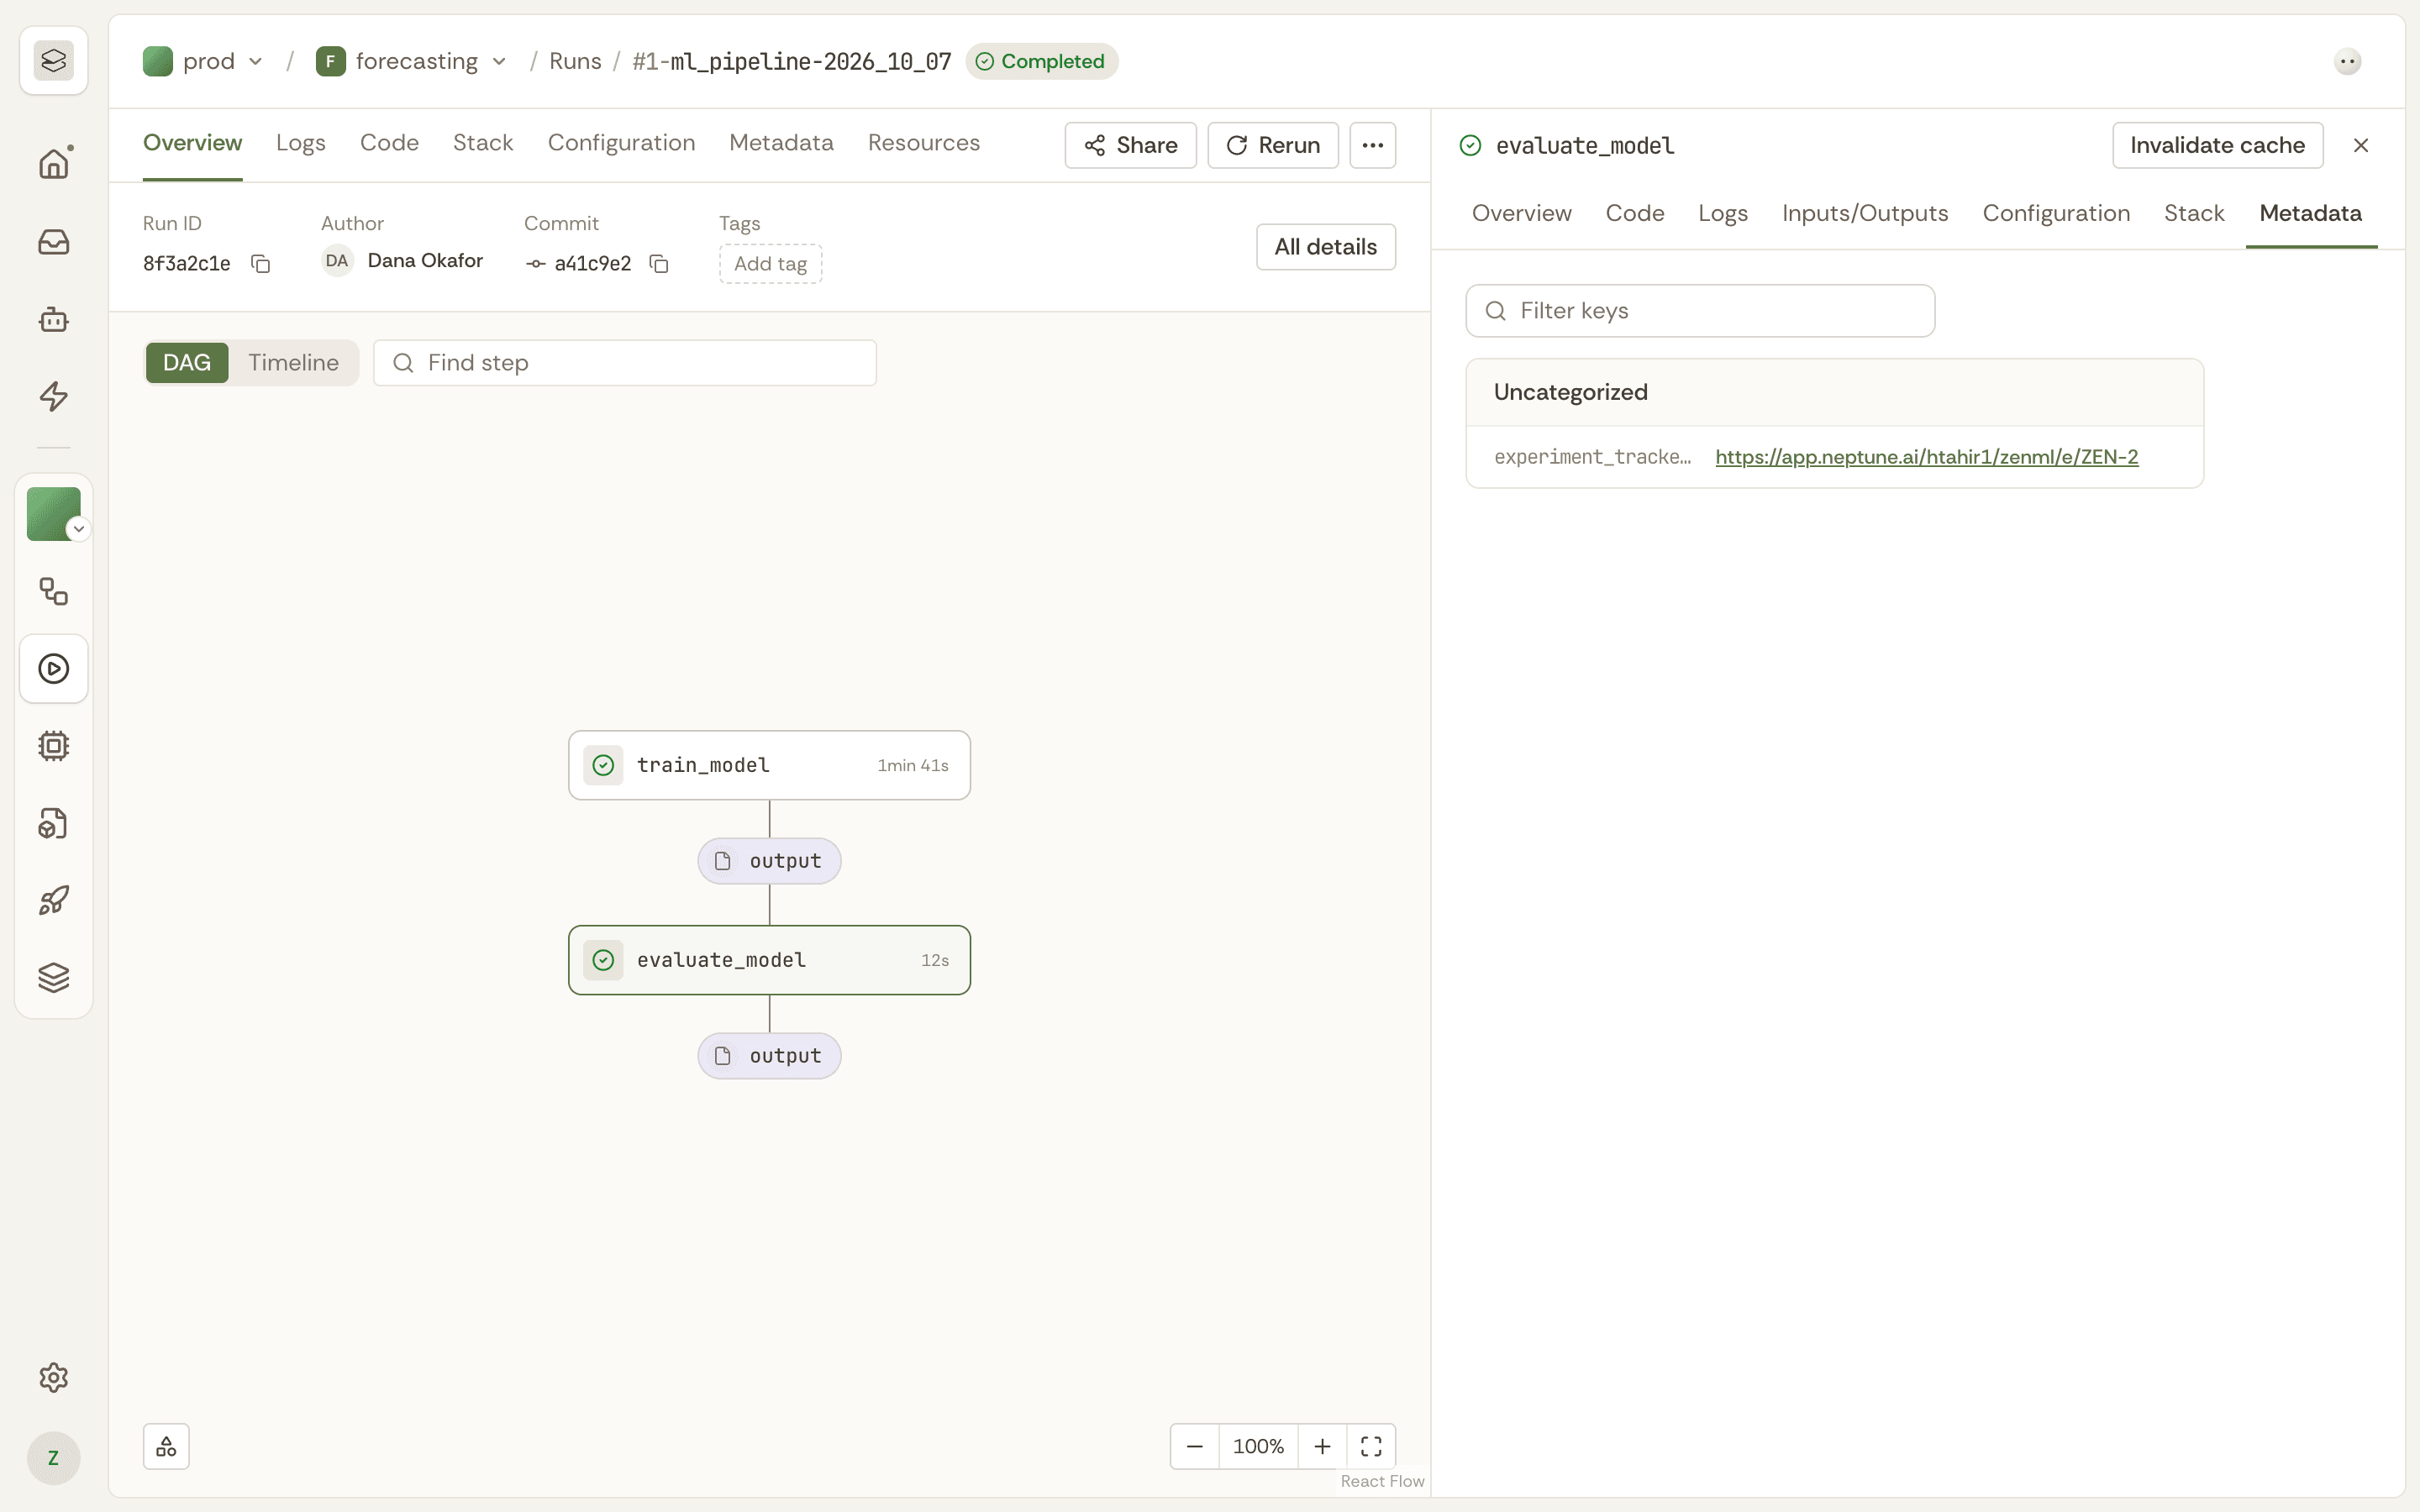 prod / F forecasting / Runs / #1-ml_pipeline-2026_10_07 Completed
Overview Logs Code Stack Configuration Metadata Resources Share Rerun
Run ID Author Commit Tags
8f3a2c1e DA Dana Okafor a41c9e2 Add tag
All details
DAG Timeline Find step
train_model 1min 41s
output
evaluate_model 12s
output
100%
React Flow
Z
evaluate_model Invalidate cache
Overview Code Logs Inputs/Outputs Configuration Stack Metadata
Filter keys
Uncategorized
experiment_tracke… https://app.neptune.ai/htahir1/zenml/e/ZEN-2